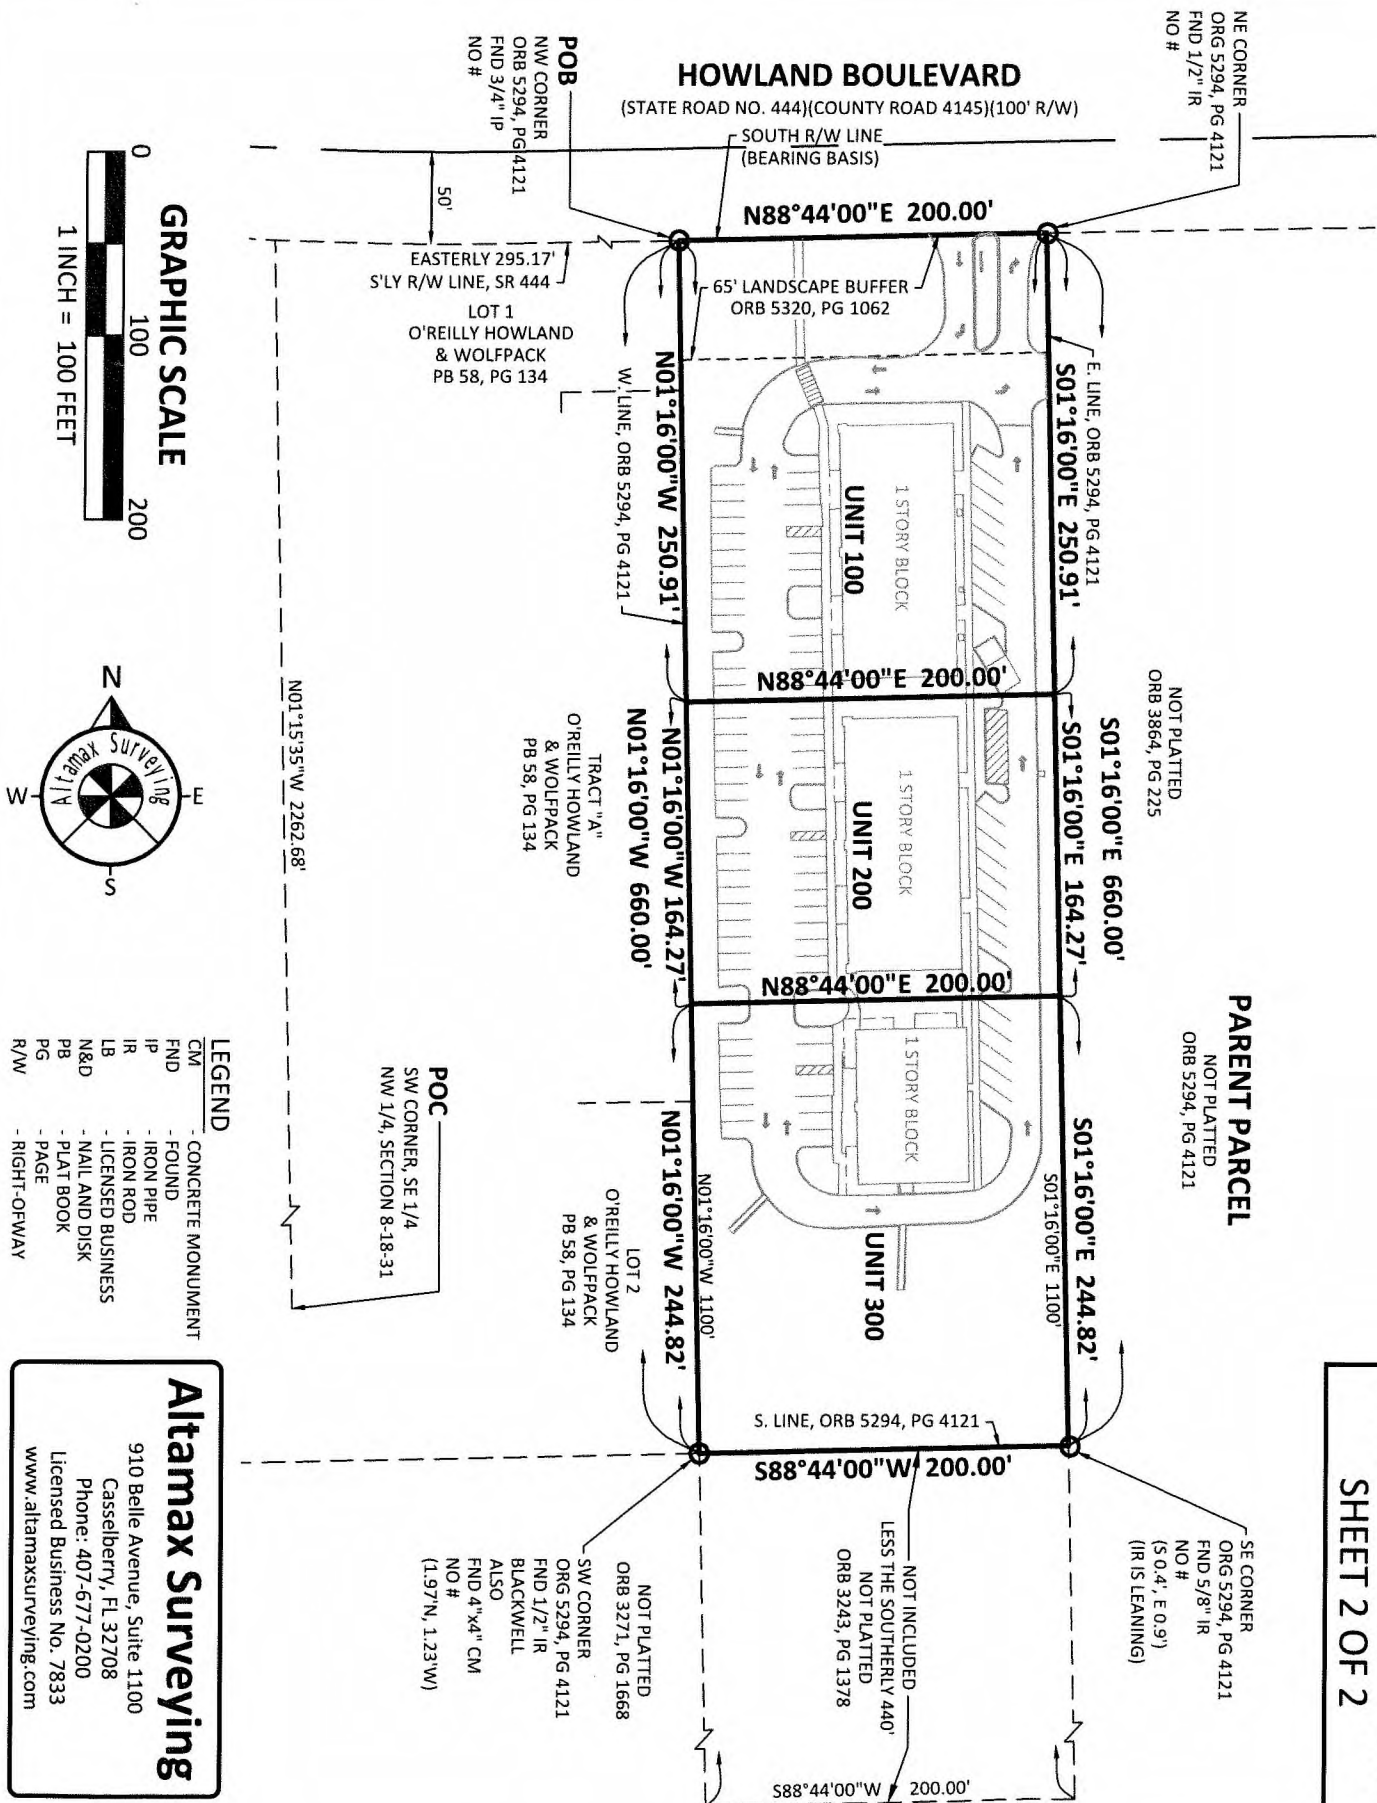 SHEET 2 OF 2
NE CORNER
ORG 5294, PG 4121
FND 1/2" IR
NO #
HOWLAND BOULEVARD
(STATE ROAD NO. 444)(COUNTY ROAD 4145)(100' R/W)
SOUTH R/W LINE
(BEARING BASIS)
POB
NW CORNER
ORB 5294, PG 4121
FND 3/4" IP
NO #
50'
N88°44'00"E 200.00'
EASTERLY 295.17'
S'LY R/W LINE, SR 444
65' LANDSCAPE BUFFER
ORB 5320, PG 1062
LOT 1
O'REILLY HOWLAND
& WOLFPACK
PB 58, PG 134
W. LINE, ORB 5294, PG 4121
N01°16'00"W 250.91'
E. LINE, ORB 5294, PG 4121
S01°16'00"E 250.91'
1 STORY BLOCK
UNIT 100
N88°44'00"E 200.00'
NOT PLATTED
ORB 3864, PG 225
S01°16'00"E 660.00'
S01°16'00"E 164.27'
1 STORY BLOCK
UNIT 200
N01°16'00"W 164.27'
N01°16'00"W 660.00'
TRACT "A"
O'REILLY HOWLAND
& WOLFPACK
PB 58, PG 134
N88°44'00"E 200.00'
PARENT PARCEL
NOT PLATTED
ORB 5294, PG 4121
1 STORY BLOCK
UNIT 300
S01°16'00"E 244.82'
S01°16'00"E 1100'
N01°16'00"W 1100'
N01°16'00"W 244.82'
LOT 2
O'REILLY HOWLAND
& WOLFPACK
PB 58, PG 134
S. LINE, ORB 5294, PG 4121
S88°44'00"W 200.00'
SE CORNER
ORG 5294, PG 4121
FND 5/8" IR
NO #
(S 0.4', E 0.9')
(IR IS LEANING)
NOT INCLUDED
LESS THE SOUTHERLY 440'
NOT PLATTED
ORB 3243, PG 1378
NOT PLATTED
ORB 3271, PG 1668
SW CORNER
ORG 5294, PG 4121
FND 1/2" IR
BLACKWELL
ALSO
FND 4"x4" CM
NO #
(1.97'N, 1.23'W)
S88°44'00"W 200.00'
N01°15'35"W 2262.68'
POC
SW CORNER, SE 1/4
NW 1/4, SECTION 8-18-31
GRAPHIC SCALE
0 100 200
1 INCH = 100 FEET
N
E
S
W
Altamax Surveying
LEGEND
CM - CONCRETE MONUMENT
FND - FOUND
IP - IRON PIPE
IR - IRON ROD
LB - LICENSED BUSINESS
N&D - NAIL AND DISK
PB - PLAT BOOK
PG - PAGE
R/W - RIGHT-OFWAY
Altamax Surveying
910 Belle Avenue, Suite 1100
Casselberry, FL 32708
Phone: 407-677-0200
Licensed Business No. 7833
www.altamaxsurveying.com